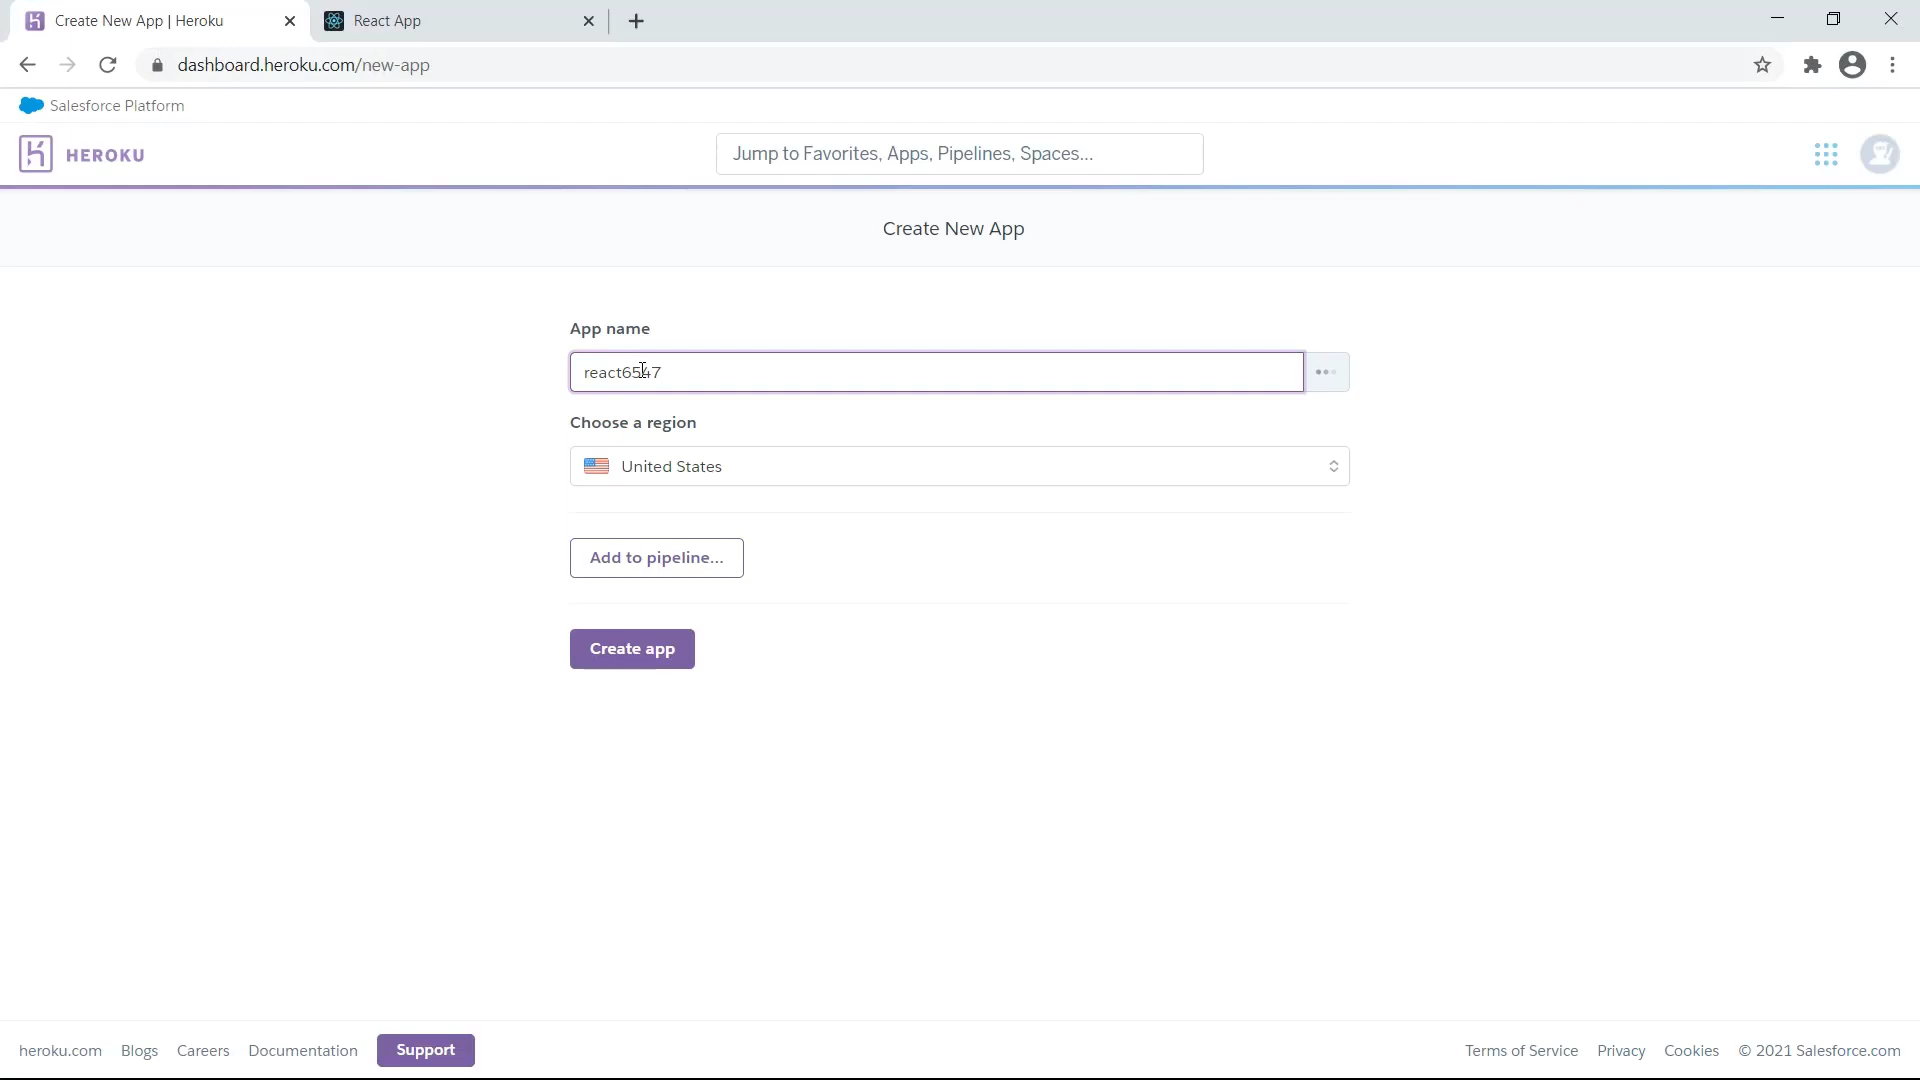 Create New App | Heroku
React App
dashboard.heroku.com/new-app
Salesforce Platform
HEROKU
Jump to Favorites, Apps, Pipelines, Spaces...
Create New App
App name
react6547
Choose a region
United States
Add to pipeline...
Create app
heroku.com Blogs Careers Documentation Support
Terms of Service Privacy Cookies © 2021 Salesforce.com